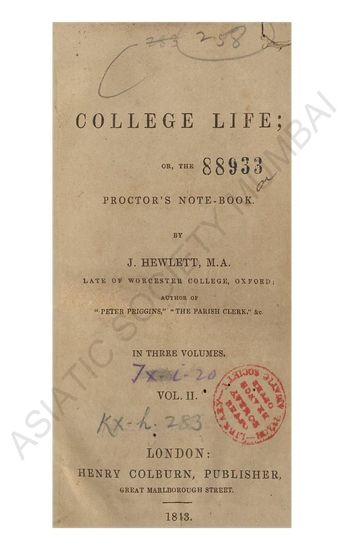 283 258
COLLEGE LIFE;
OR, THE
88933
PROCTOR'S NOTE-BOOK.
BY
J. HEWLETT, M.A.
LATE OF WORCESTER COLLEGE, OXFORD;
AUTHOR OF
"PETER PRIGGINS," "THE PARISH CLERK," &c.
IN THREE VOLUMES.
Ix-i-20
VOL. II.
Kx-h. 283
LONDON:
HENRY COLBURN, PUBLISHER,
GREAT MARLBOROUGH STREET.
1843.
ASIATIC SOCIETY MUMBAI